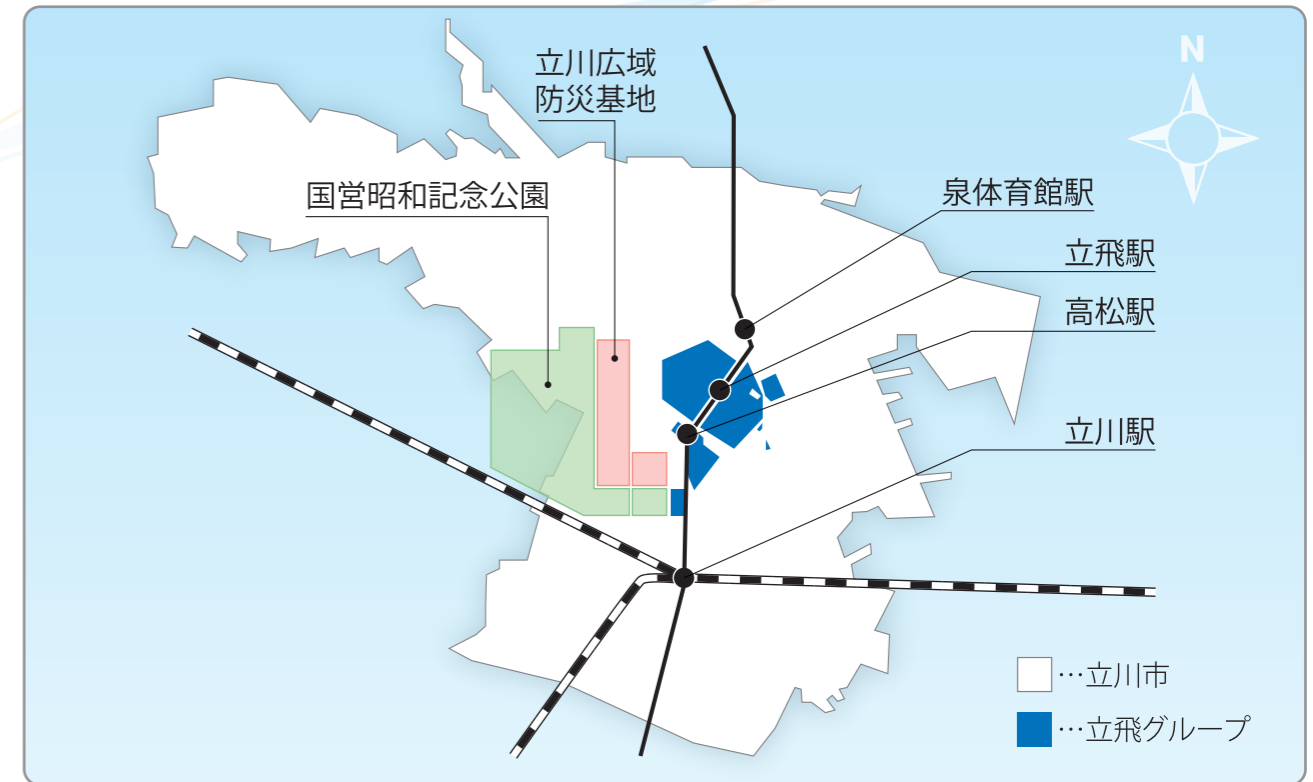 立川広域
防災基地
N
国営昭和記念公園
泉体育館駅
立飛駅
高松駅
立川駅
…立川市
…立飛グループ